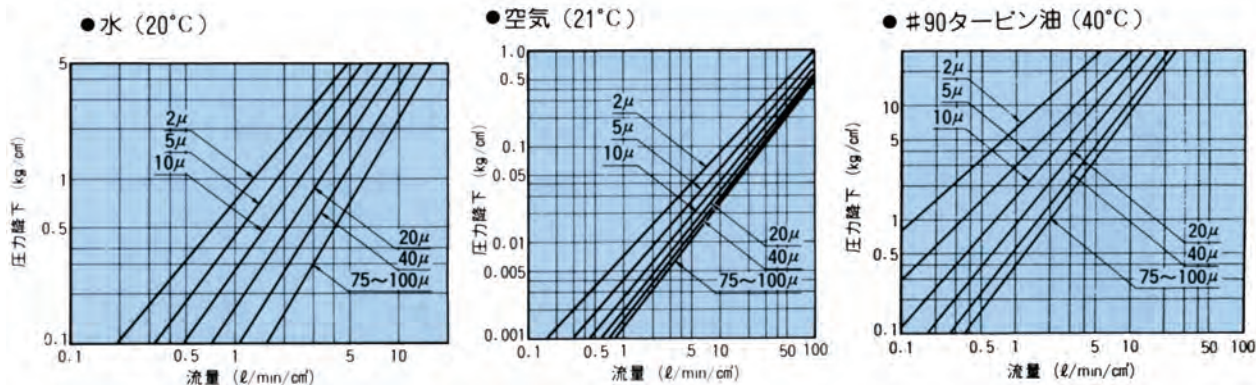 ●水（20°C）
5
1
0.5
0.1
圧力降下（kg/c㎡）
2μ
5μ
10μ
20μ
40μ
75〜100μ
0.1
0.5
1
5
10
流量（ℓ/min/c㎡）
●空気（21°C）
1.0
0.5
0.1
0.05
0.01
0.005
0.001
圧力降下（kg/c㎡）
2μ
5μ
10μ
20μ
40μ
75〜100μ
0.1
0.5
1
5
10
50
100
流量（ℓ/min/c㎡）
●＃90タービン油（40°C）
10
5
1
0.5
0.1
圧力降下（kg/c㎡）
2μ
5μ
10μ
20μ
40μ
75〜100μ
0.1
0.5
1
5
10
50
100
流量（ℓ/min/c㎡）